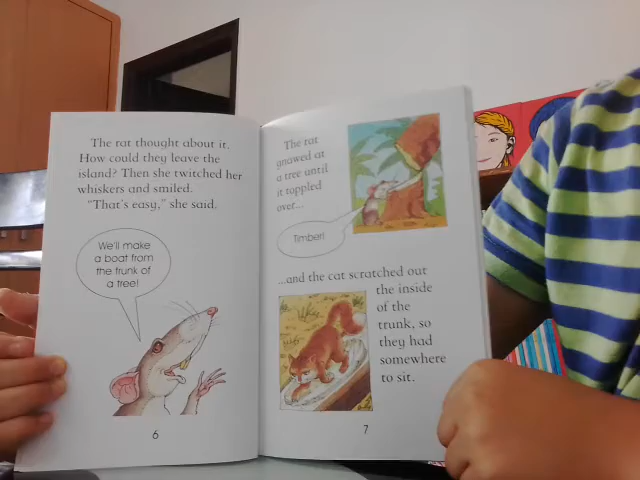 The rat thought about it.
How could they leave the
island? Then she twitched her
whiskers and smiled.
"That's easy," she said.
We'll make
a boat from
the trunk of
a tree!
6
The rat
gnawed at
a tree until
it toppled
over...
Timber!
...and the cat scratched out
the inside
of the
trunk, so
they had
somewhere
to sit.
7